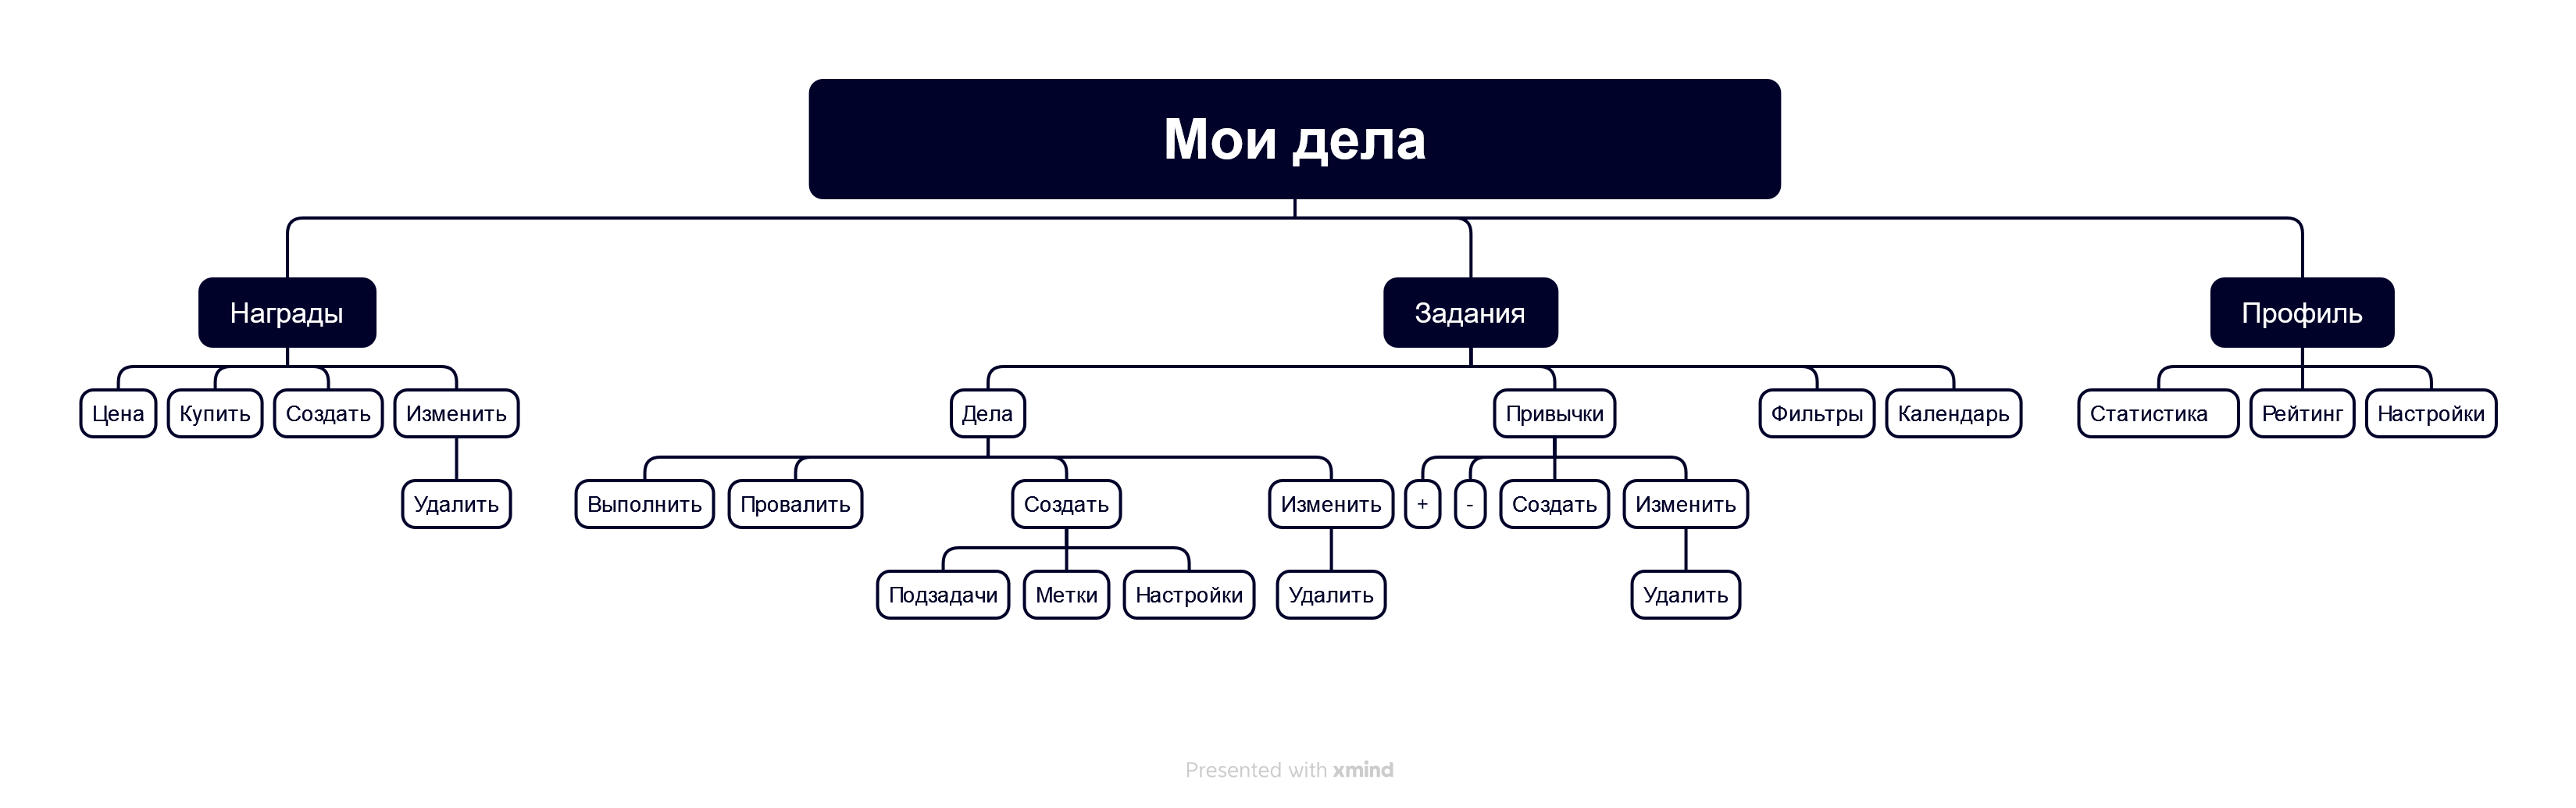 Мои дела
Награды
Задания
Профиль
Цена
Купить
Создать
Изменить
Дела
Привычки
Фильтры
Календарь
Статистика
Рейтинг
Настройки
Удалить
Выполнить
Провалить
Создать
Изменить
+
-
Создать
Изменить
Подзадачи
Метки
Настройки
Удалить
Удалить
Presented with xmind